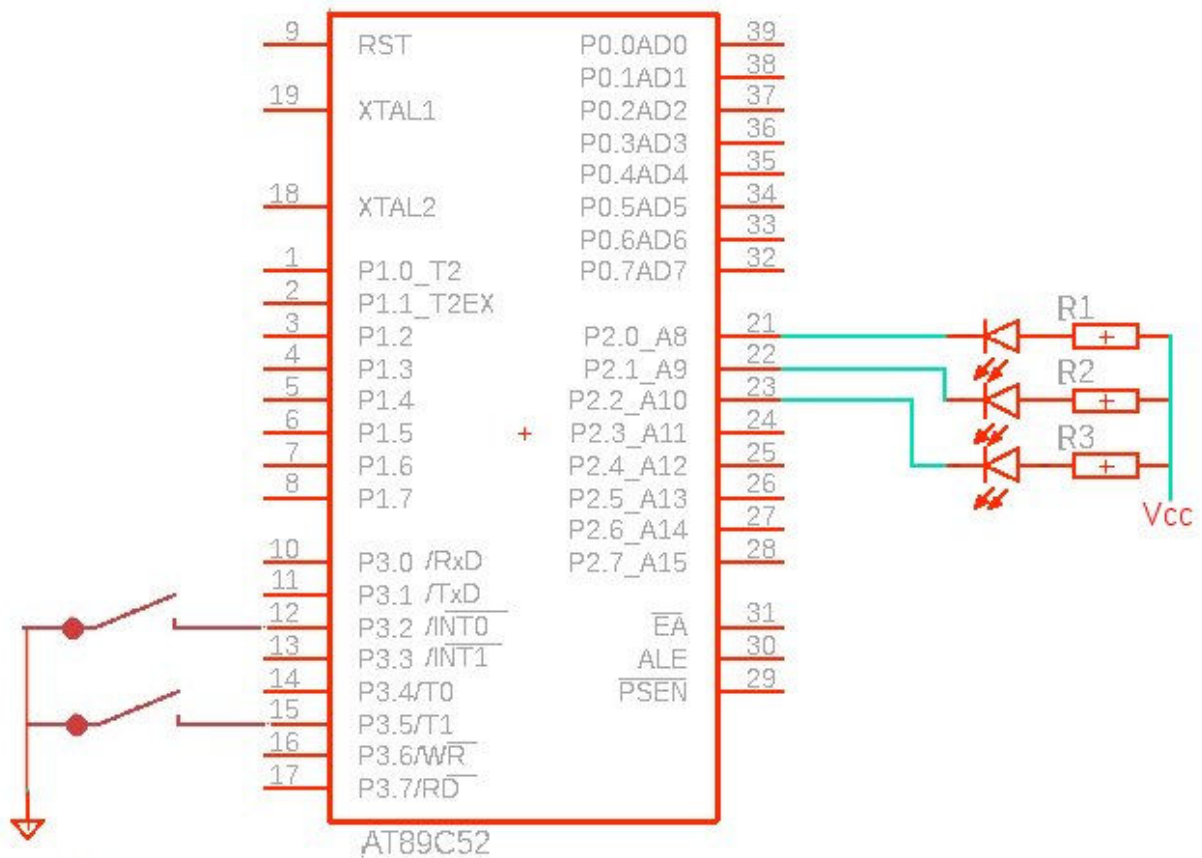 9 RST P0.0AD0 39
P0.1AD1 38
19 XTAL1 P0.2AD2 37
P0.3AD3 36
P0.4AD4 35
18 XTAL2 P0.5AD5 34
P0.6AD6 33
1 P1.0_T2 P0.7AD7 32
2 P1.1_T2EX
3 P1.2 P2.0_A8 21 R1
4 P1.3 P2.1_A9 22 R2
5 P1.4 P2.2_A10 23
6 P1.5 P2.3_A11 24 R3
7 P1.6 P2.4_A12 25
8 P1.7 P2.5_A13 26 Vcc
P2.6_A14 27
10 P3.0 /RxD P2.7_A15 28
11 P3.1 /TxD
12 P3.2 /INT0 EA 31
13 P3.3 /INT1 ALE 30
14 P3.4/T0 PSEN 29
15 P3.5/T1
16 P3.6/WR
17 P3.7/RD
AT89C52